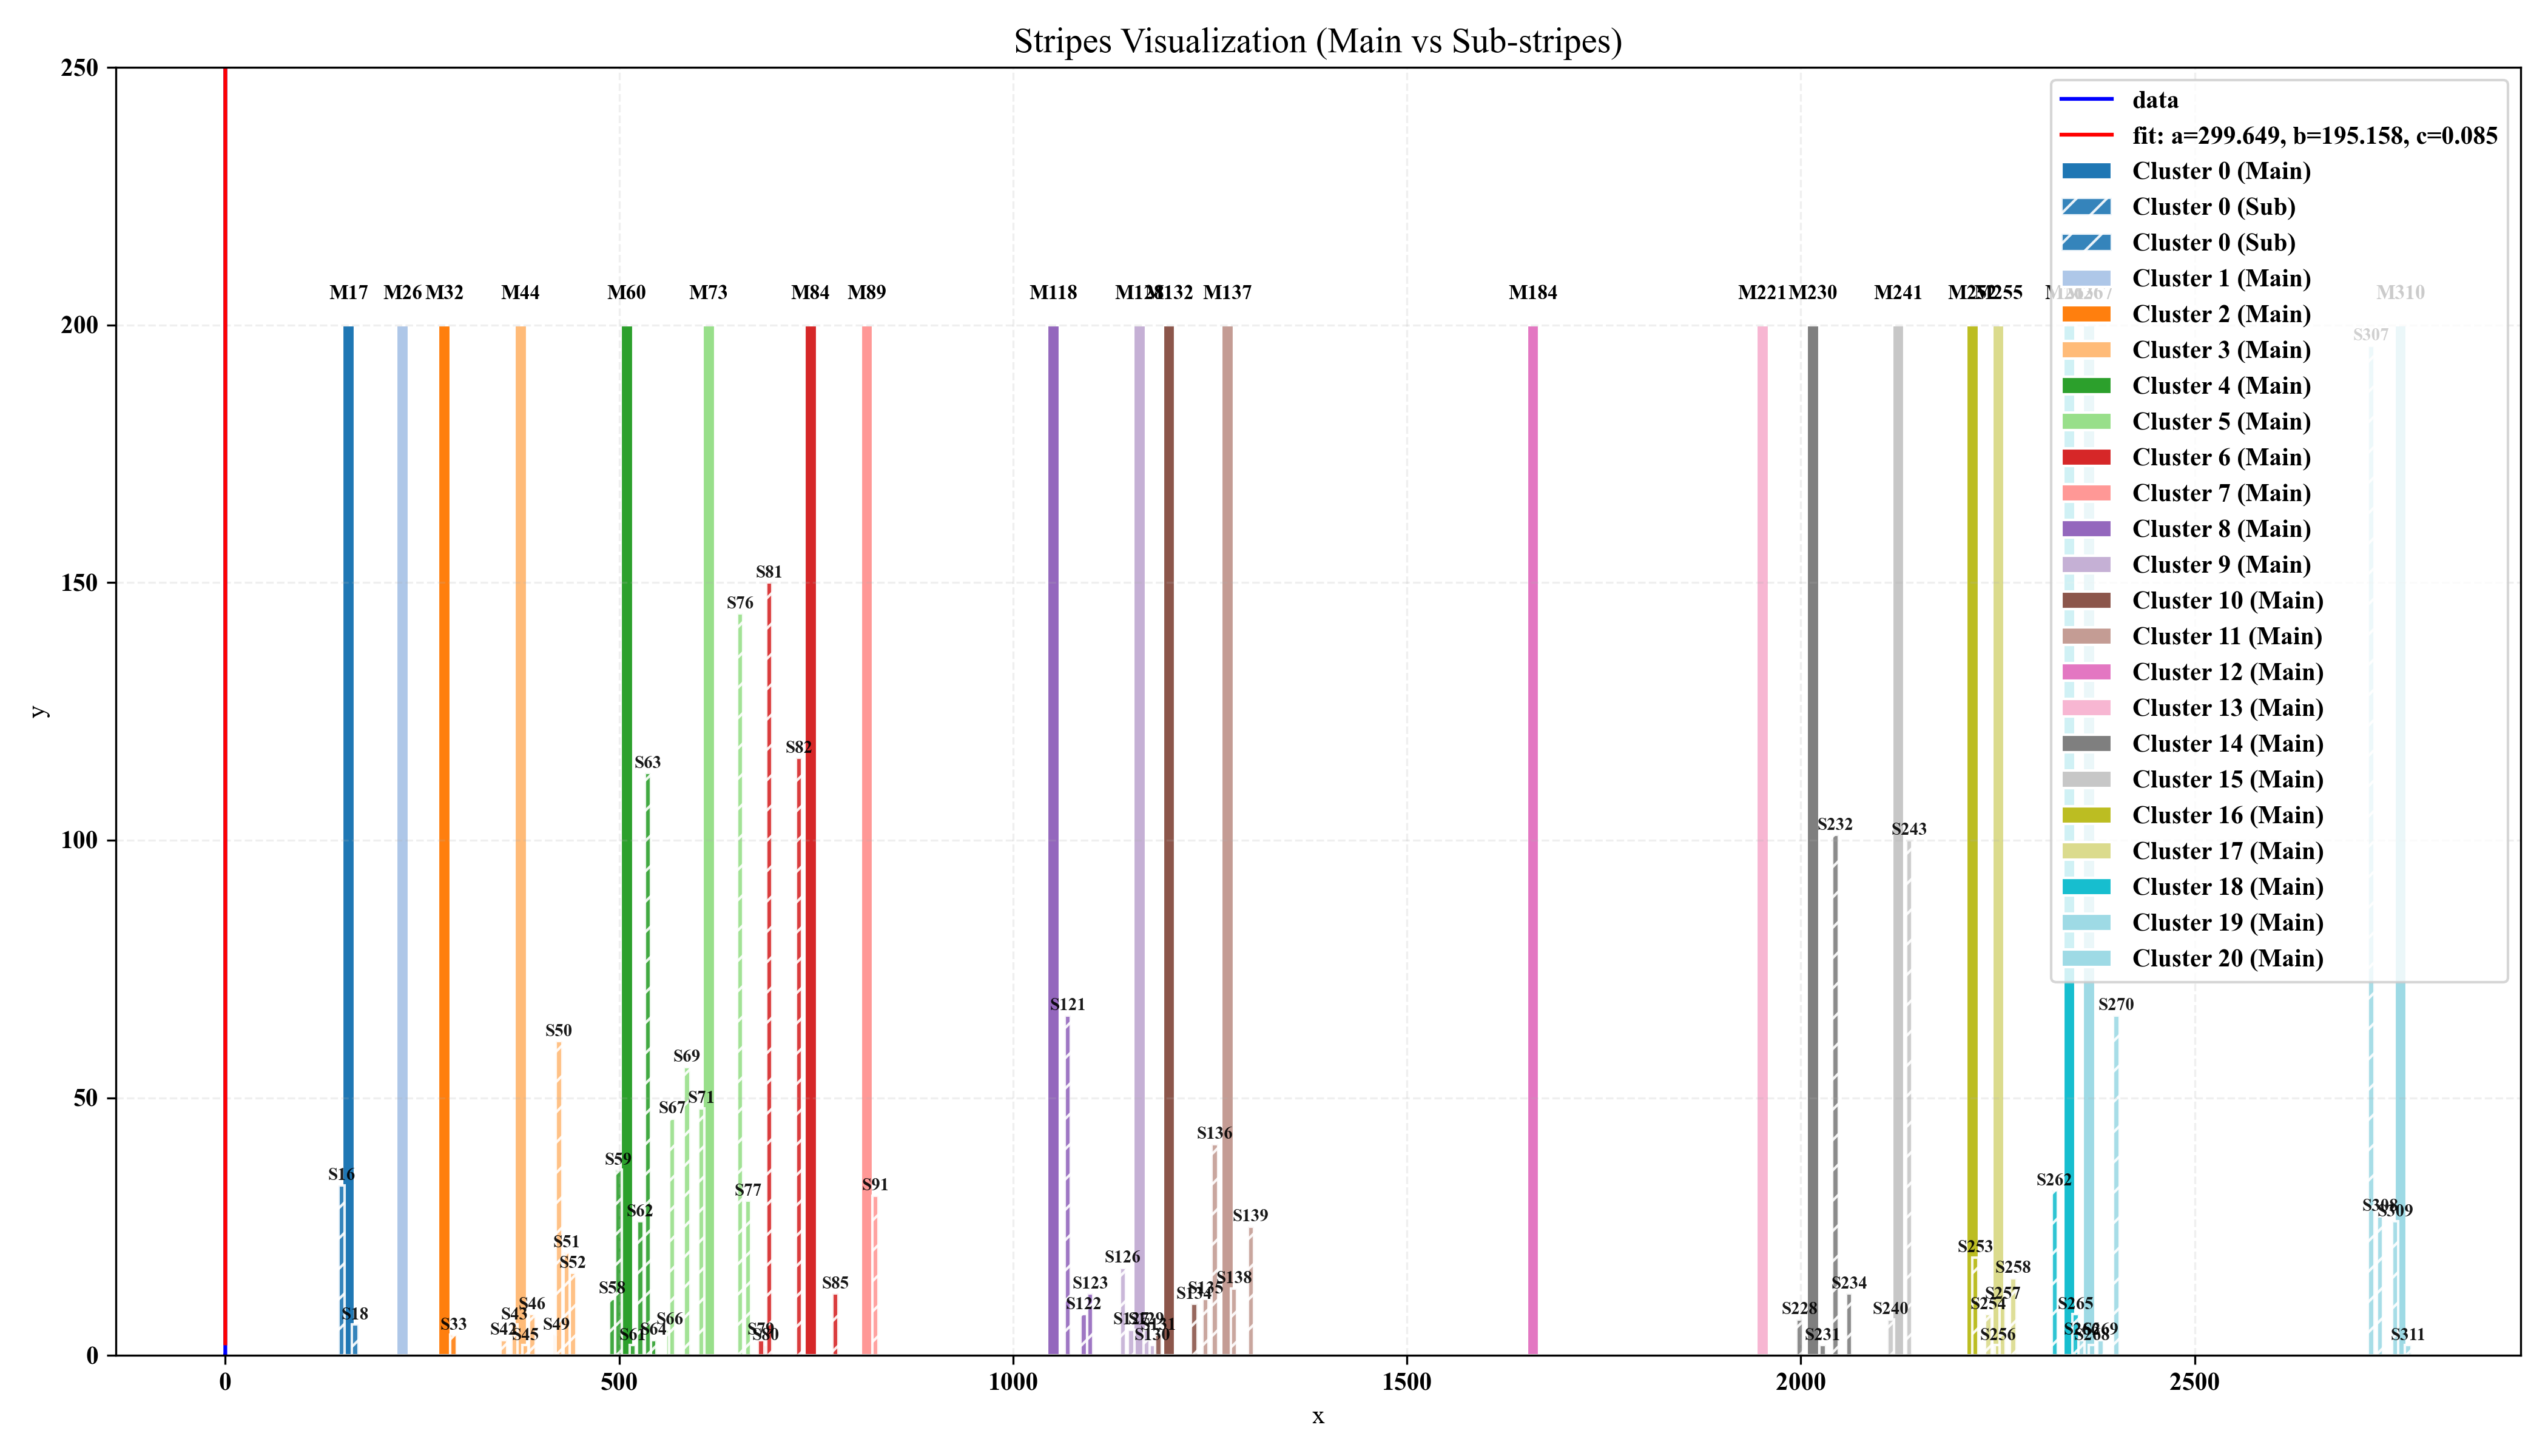 Stripes Visualization (Main vs Sub-stripes)
250
200
150
100
50
0
y
data
fit: a=299.649, b=195.158, c=0.085
Cluster 0 (Main)
Cluster 0 (Sub)
Cluster 0 (Sub)
Cluster 1 (Main)
Cluster 2 (Main)
Cluster 3 (Main)
Cluster 4 (Main)
Cluster 5 (Main)
Cluster 6 (Main)
Cluster 7 (Main)
Cluster 8 (Main)
Cluster 9 (Main)
Cluster 10 (Main)
Cluster 11 (Main)
Cluster 12 (Main)
Cluster 13 (Main)
Cluster 14 (Main)
Cluster 15 (Main)
Cluster 16 (Main)
Cluster 17 (Main)
Cluster 18 (Main)
Cluster 19 (Main)
Cluster 20 (Main)
M17 M26 M32 M44 M60 M73 M84 M89 M118 M132 M137 M184 M221 M230 M241 M255 M310
S307
S81
S76
S82
S63
S232
S243
S121
S270
S50
S69
S71
S67
S136
S59
S16
S262
S91
S77
S62
S308
S309
S139
S51
S253
S126
S52
S258
S138
S58
S85
S123
S234
S135
S134
S257
S18
S43
S46
S122
S228
S240
S254
S265
S33
S42
S49
S66
S45
S61
S64
S80
S130
S131
S231
S256
S268
S311
0 500 1000 1500 2000 2500
x